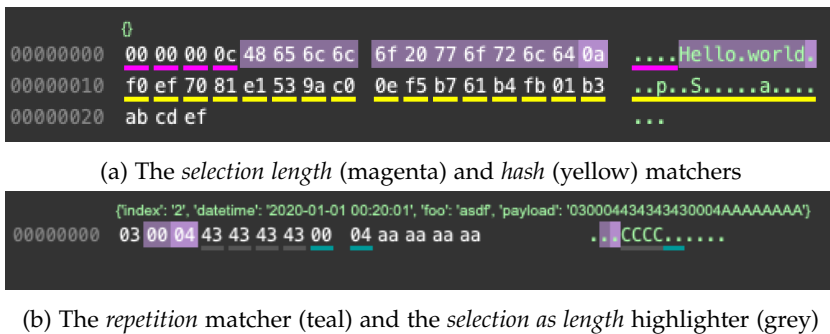 {}
00000000 00 00 00 0c 48 65 6c 6c 6f 20 77 6f 72 6c 64 0a ....Hello.world.
00000010 f0 ef 70 81 e1 53 9a c0 0e f5 b7 61 b4 fb 01 b3 ..p..S.....a....
00000020 ab cd ef ...
(a) The selection length (magenta) and hash (yellow) matchers
{'index': '2', 'datetime': '2020-01-01 00:20:01', 'foo': 'asdf', 'payload': '030004434343430004AAAAAAAA'}
00000000 03 00 04 43 43 43 43 00 04 aa aa aa aa ...CCCC......
(b) The repetition matcher (teal) and the selection as length highlighter (grey)